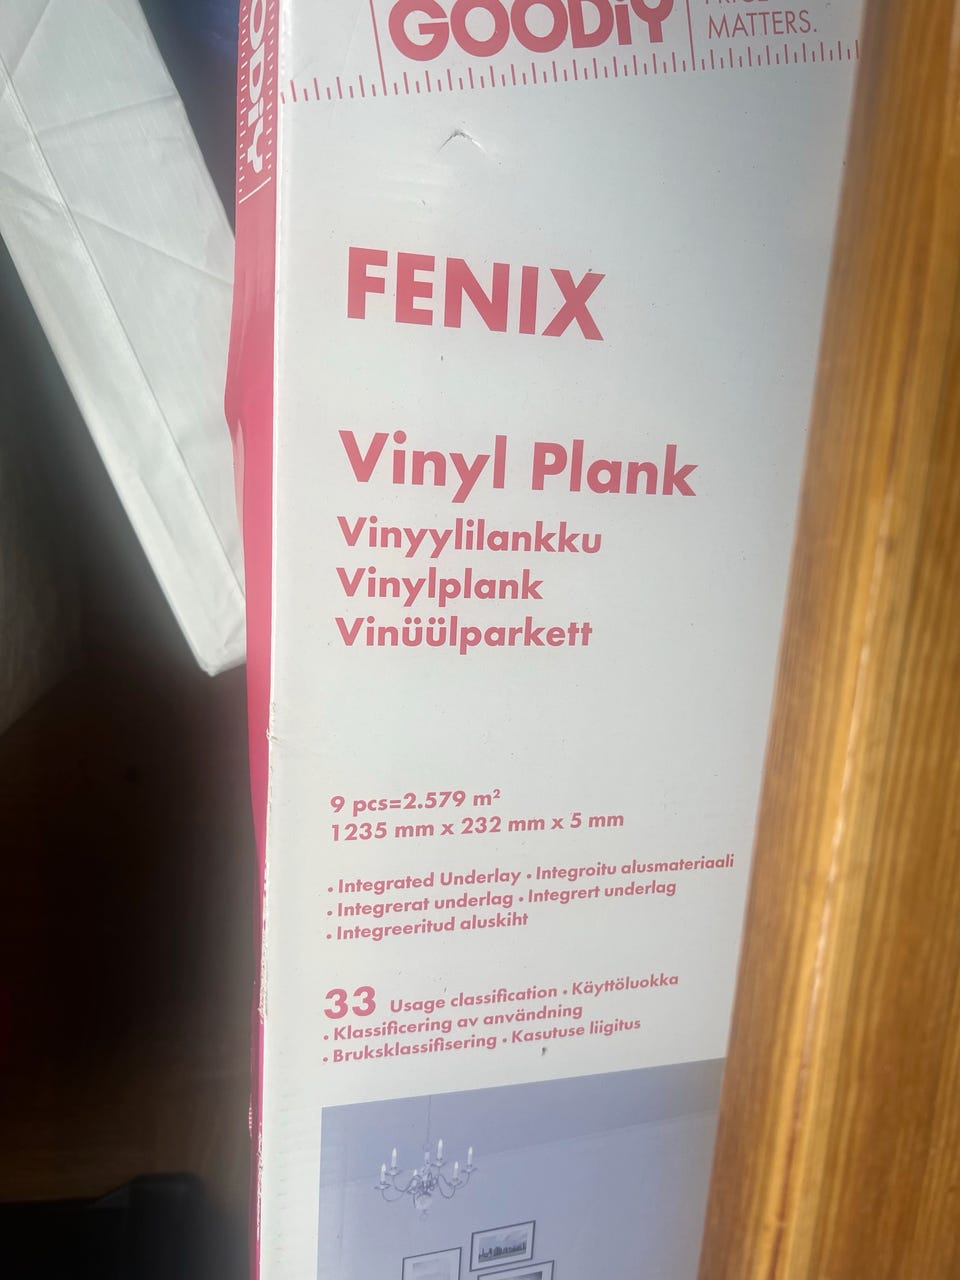 GOODiY
MATTERS.
ODiY
FENIX
Vinyl Plank
Vinyylilankku
Vinylplank
Vinüülparkett
9 pcs=2.579 m²
1235 mm x 232 mm x 5 mm
• Integrated Underlay • Integroitu alusmateriaali
• Integrerat underlag • Integrert underlag
• Integreeritud aluskiht
33 Usage classification • Käyttöluokka
• Klassificering av användning
• Bruksklassifisering • Kasutuse liigitus